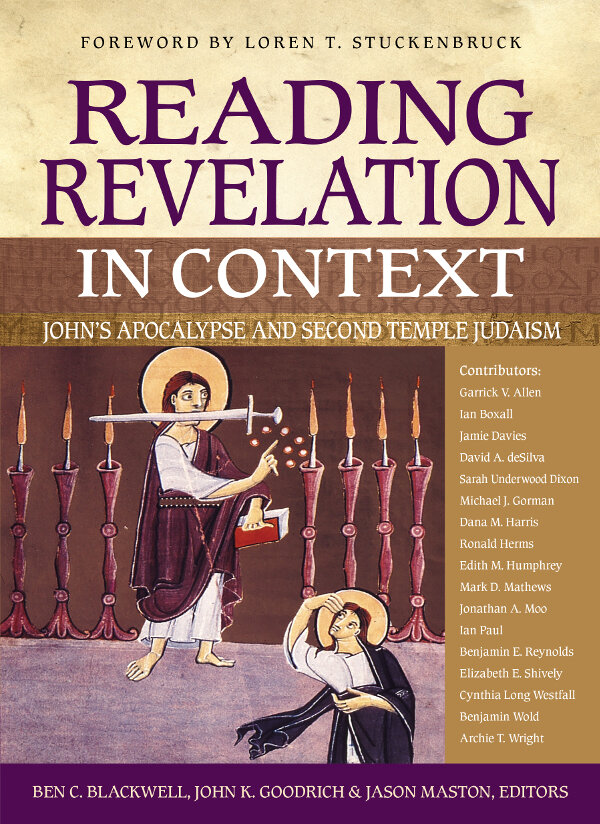 FOREWORD BY LOREN T. STUCKENBRUCK
READING
REVELATION
IN CONTEXT
JOHN'S APOCALYPSE AND SECOND TEMPLE JUDAISM
Contributors:
Garrick V. Allen
Ian Boxall
Jamie Davies
David A. deSilva
Sarah Underwood Dixon
Michael J. Gorman
Dana M. Harris
Ronald Herms
Edith M. Humphrey
Mark D. Mathews
Jonathan A. Moo
Ian Paul
Benjamin E. Reynolds
Elizabeth E. Shively
Cynthia Long Westfall
Benjamin Wold
Archie T. Wright
BEN C. BLACKWELL, JOHN K. GOODRICH & JASON MASTON, EDITORS